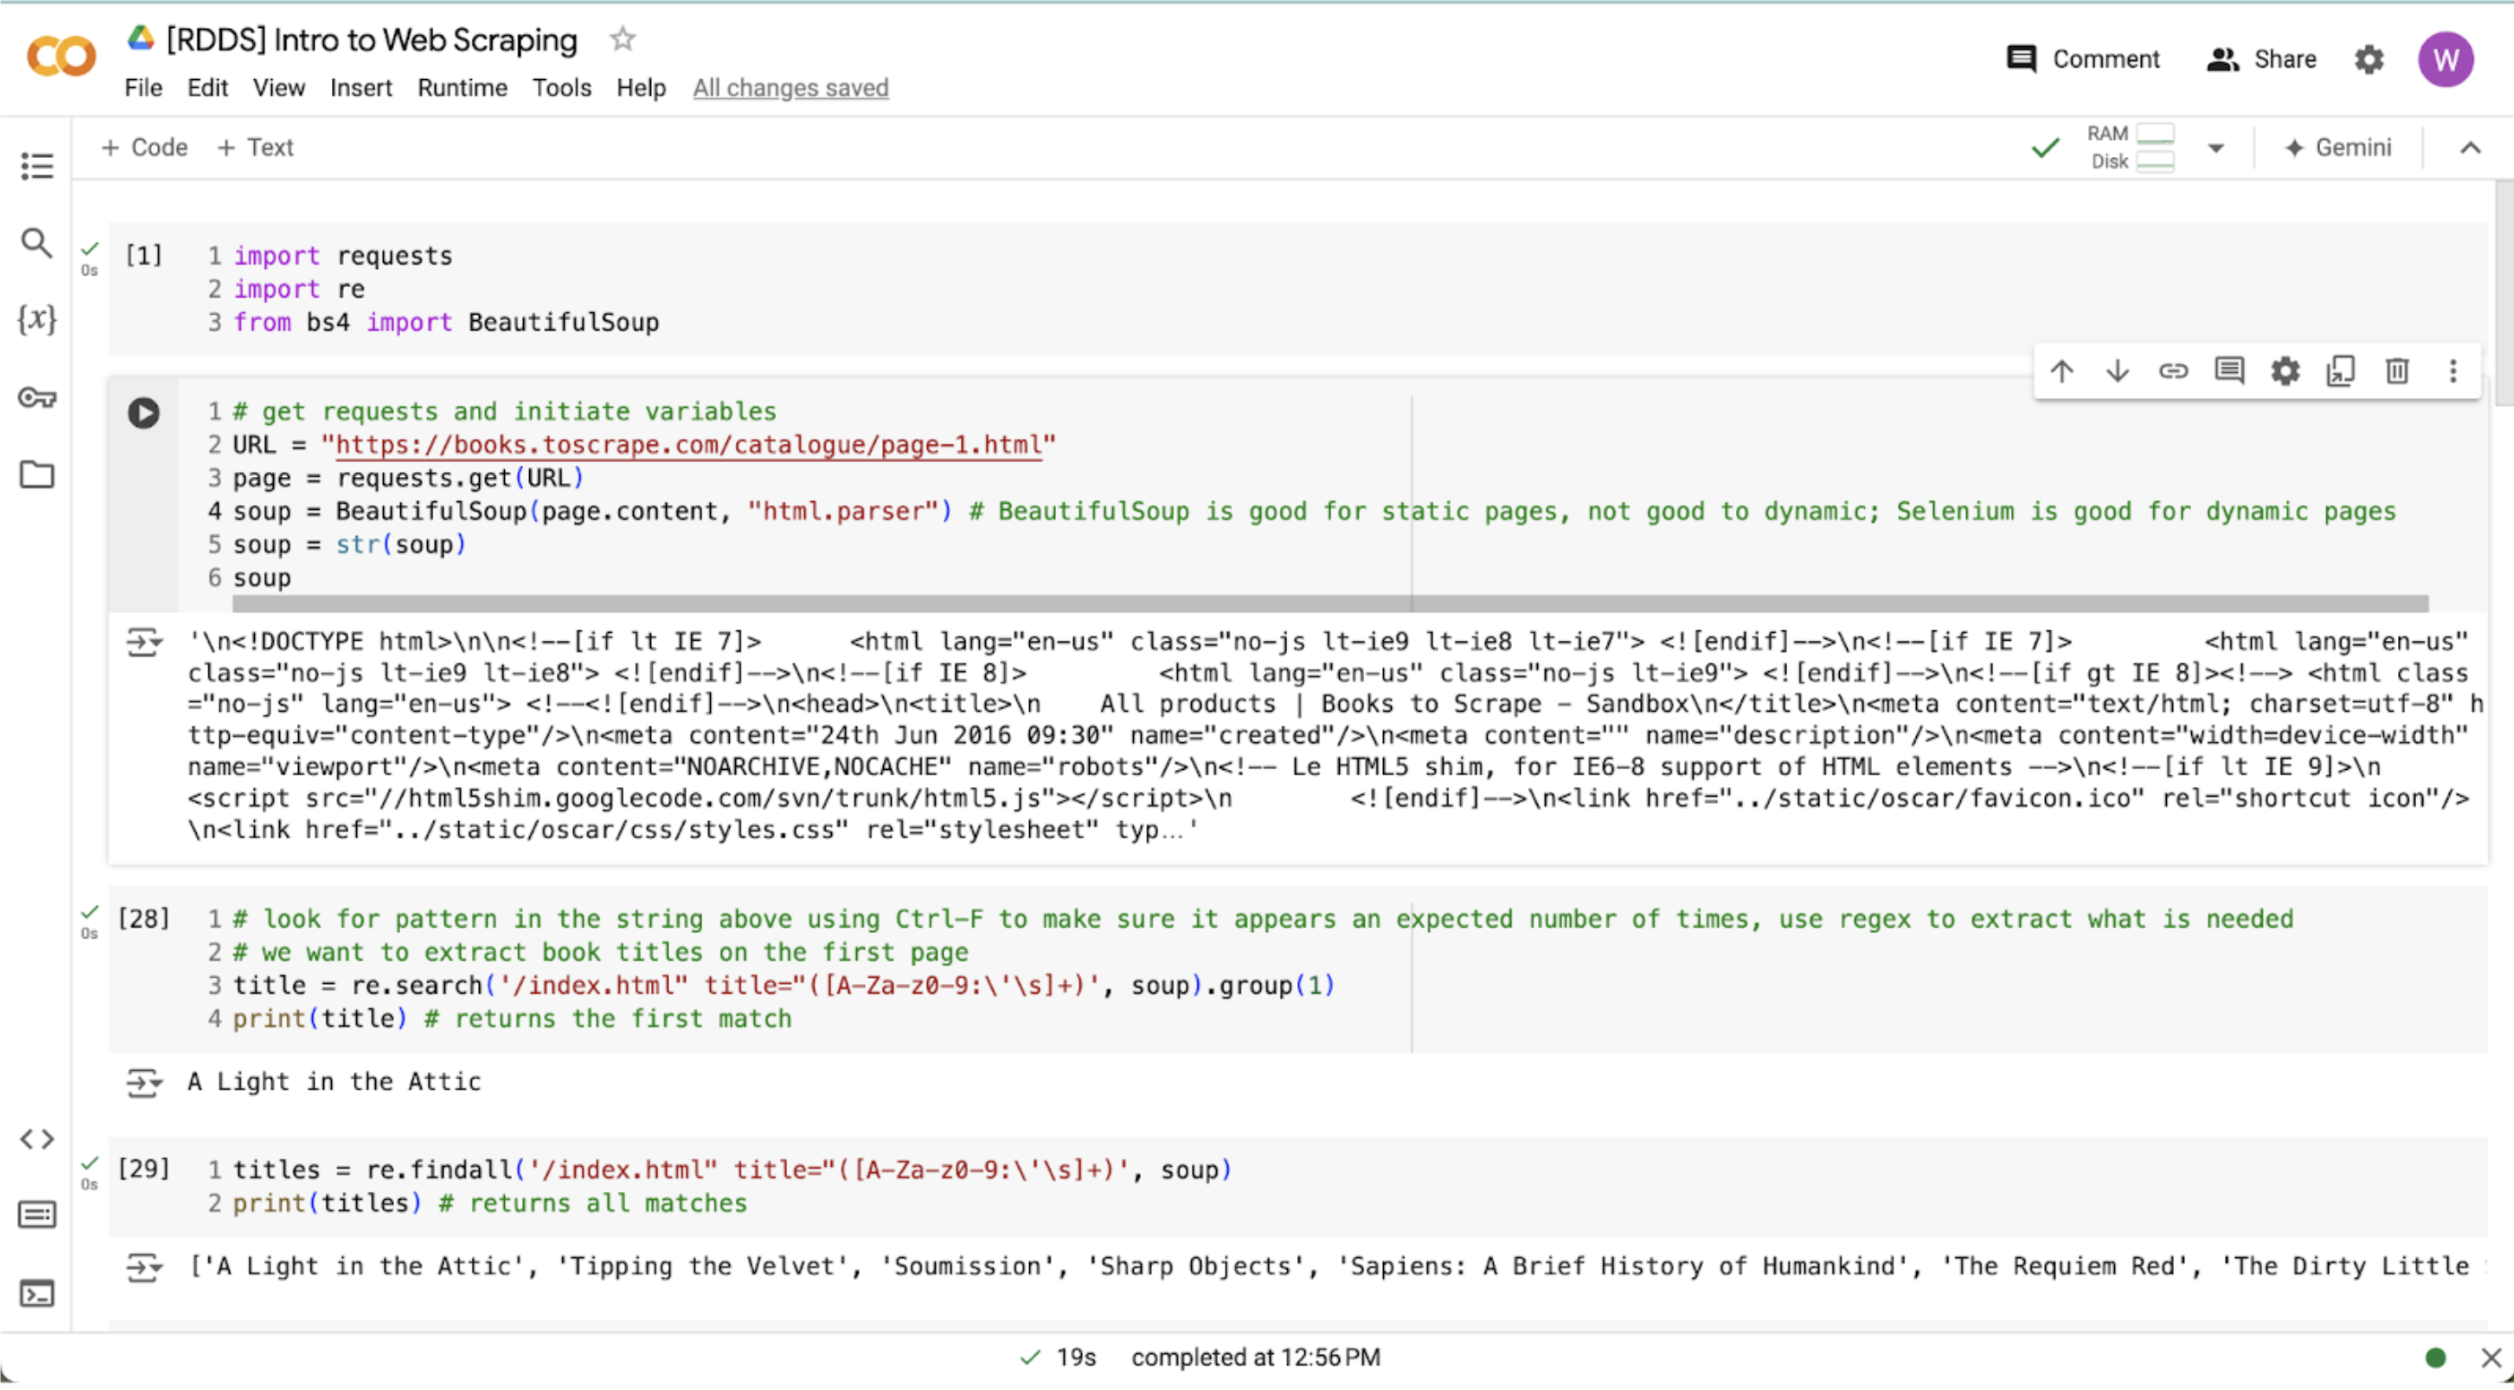 [RDDS] Intro to Web Scraping
File Edit View Insert Runtime Tools Help All changes saved
Comment Share W
+ Code + Text
RAM
Disk
Gemini
0s
[1]
1 import requests
2 import re
3 from bs4 import BeautifulSoup
1 # get requests and initiate variables
2 URL = "https://books.toscrape.com/catalogue/page-1.html"
3 page = requests.get(URL)
4 soup = BeautifulSoup(page.content, "html.parser") # BeautifulSoup is good for static pages, not good to dynamic; Selenium is good for dynamic pages
5 soup = str(soup)
6 soup
'\n<!DOCTYPE html>\n\n<!--[if lt IE 7]>      <html lang="en-us" class="no-js lt-ie9 lt-ie8 lt-ie7"> <![endif]-->\n<!--[if IE 7]>         <html lang="en-us"
class="no-js lt-ie9 lt-ie8"> <![endif]-->\n<!--[if IE 8]>         <html lang="en-us" class="no-js lt-ie9"> <![endif]-->\n<!--[if gt IE 8]><!--> <html class
="no-js" lang="en-us"> <!--<![endif]-->\n<head>\n<title>\n    All products | Books to Scrape - Sandbox\n</title>\n<meta content="text/html; charset=utf-8" h
ttp-equiv="content-type"/>\n<meta content="24th Jun 2016 09:30" name="created"/>\n<meta content="" name="description"/>\n<meta content="width=device-width"
name="viewport"/>\n<meta content="NOARCHIVE,NOCACHE" name="robots"/>\n<!-- Le HTML5 shim, for IE6-8 support of HTML elements -->\n<!--[if lt IE 9]>\n
<script src="//html5shim.googlecode.com/svn/trunk/html5.js"></script>\n        <![endif]-->\n<link href="../static/oscar/favicon.ico" rel="shortcut icon"/>
\n<link href="../static/oscar/css/styles.css" rel="stylesheet" typ...'
0s
[28]
1 # look for pattern in the string above using Ctrl-F to make sure it appears an expected number of times, use regex to extract what is needed
2 # we want to extract book titles on the first page
3 title = re.search('/index.html" title="([A-Za-z0-9:\'\s]+)', soup).group(1)
4 print(title) # returns the first match
A Light in the Attic
0s
[29]
1 titles = re.findall('/index.html" title="([A-Za-z0-9:\'\s]+)', soup)
2 print(titles) # returns all matches
['A Light in the Attic', 'Tipping the Velvet', 'Soumission', 'Sharp Objects', 'Sapiens: A Brief History of Humankind', 'The Requiem Red', 'The Dirty Little
19s completed at 12:56 PM